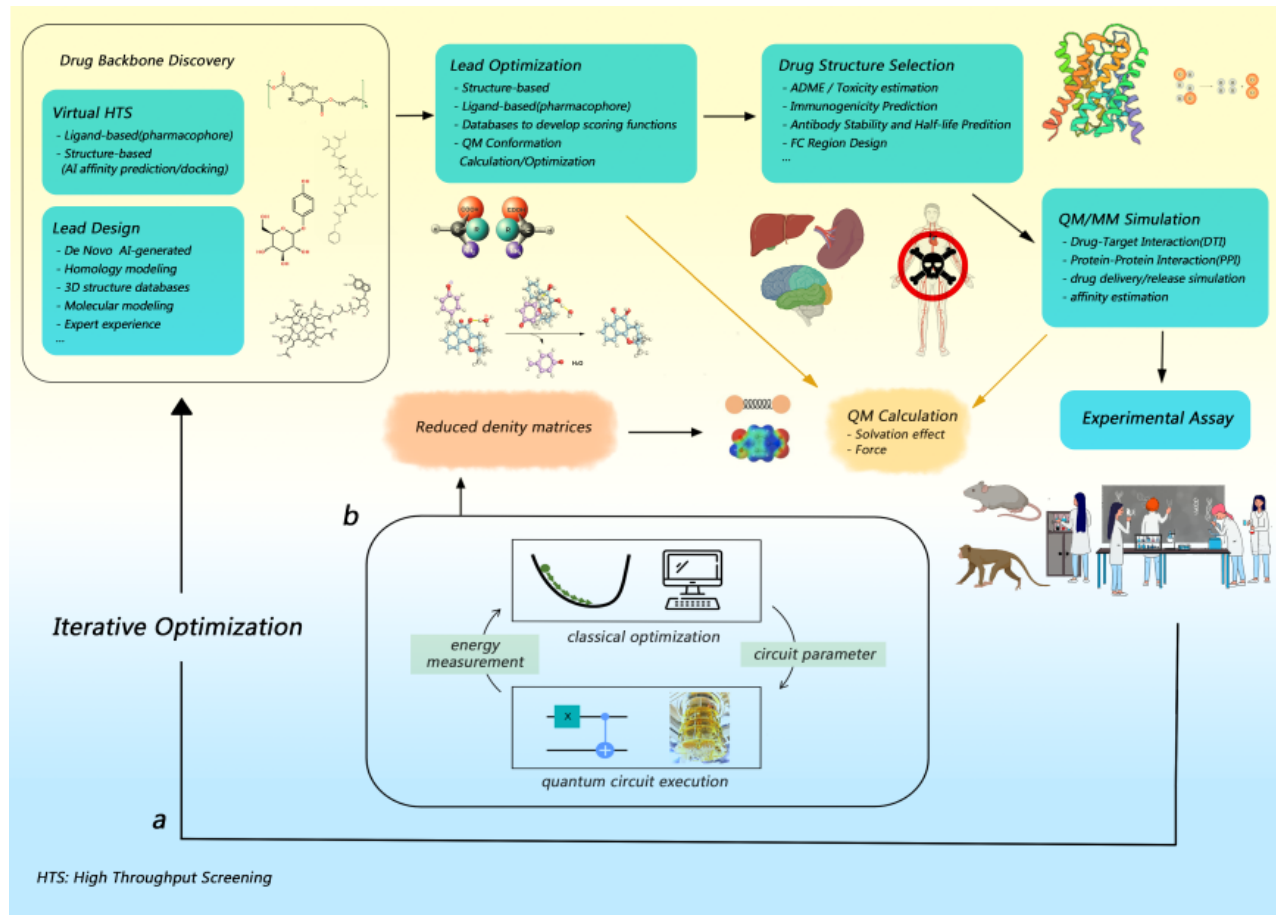 Drug Backbone Discovery
Virtual HTS
- Ligand-based(pharmacophore)
- Structure-based
(AI affinity prediction/docking)
Lead Design
- De Novo AI-generated
- Homology modeling
- 3D structure databases
- Molecular modeling
- Expert experience
...
Lead Optimization
- Structure-based
- Ligand-based(pharmacophore)
- Databases to develop scoring functions
- QM Conformation
Calculation/Optimization
Drug Structure Selection
- ADME / Toxicity estimation
- Immunogenicity Prediction
- Antibody Stability and Half-life Predition
- FC Region Design
...
QM/MM Simulation
- Drug-Target Interaction(DTI)
- Protein-Protein Interaction(PPI)
- drug delivery/release simulation
- affinity estimation
COOH
COOH
R
R
H₂O
Reduced denity matrices
QM Calculation
- Solvation effect
- Force
Experimental Assay
b
classical optimization
energy
measurement
circuit parameter
X
quantum circuit execution
Iterative Optimization
a
HTS: High Throughput Screening